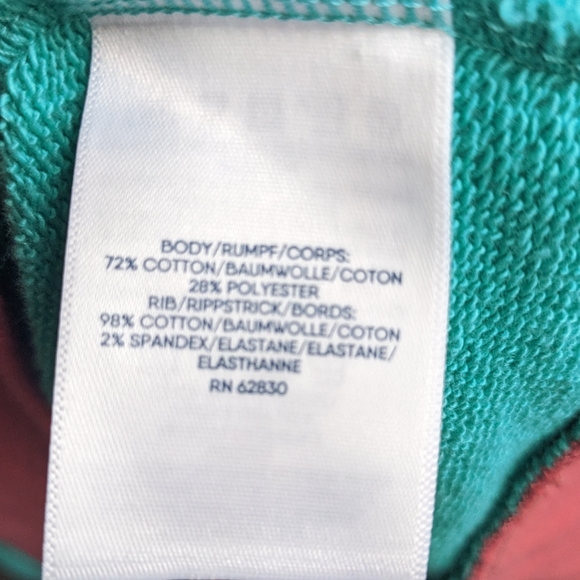 BODY/RUMPF/CORPS:
72% COTTON/BAUMWOLLE/COTON
28% POLYESTER
RIB/RIPPSTRICK/BORDS:
98% COTTON/BAUMWOLLE/COTON
2% SPANDEX/ELASTANE/ELASTANE/
ELASTHANNE
RN 62830